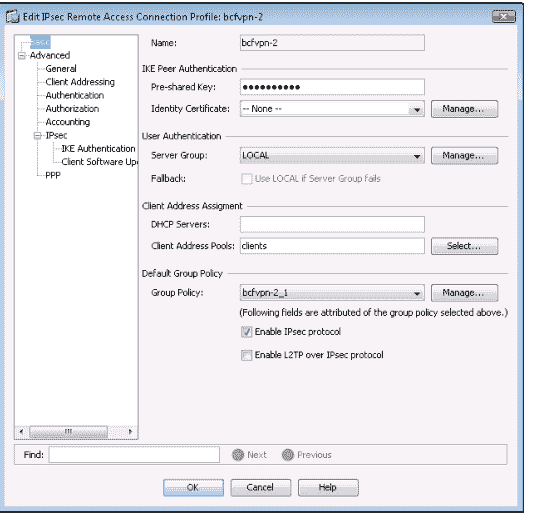 Edit IPsec Remote Access Connection Profile: bcfvpn-2
Basic
Name: bcfvpn-2
Advanced
General
Client Addressing
Authentication
Authorization
Accounting
IPsec
IKE Authentication
Client Software Up
PPP
IKE Peer Authentication
Pre-shared Key: ●●●●●●●●●●
Identity Certificate: -- None -- Manage...
User Authentication
Server Group: LOCAL Manage...
Fallback: Use LOCAL if Server Group fails
Client Address Assigment
DHCP Servers:
Client Address Pools: clients Select...
Default Group Policy
Group Policy: bcfvpn-2_1 Manage...
(Following fields are attributed of the group policy selected above.)
Enable IPsec protocol
Enable L2TP over IPsec protocol
Find: Next Previous
OK Cancel Help